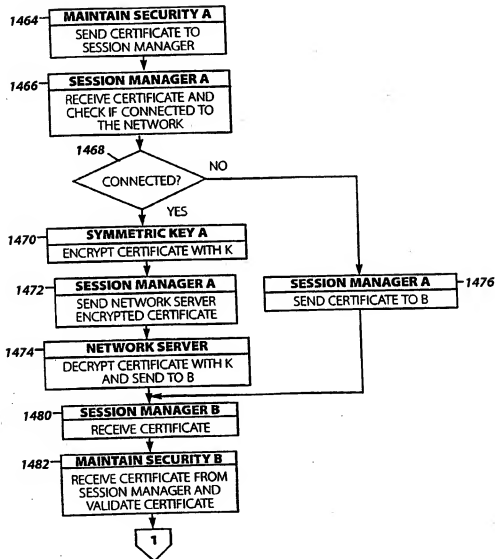 1464
MAINTAIN SECURITY A
SEND CERTIFICATE TO
SESSION MANAGER
1466
SESSION MANAGER A
RECEIVE CERTIFICATE AND
CHECK IF CONNECTED TO
THE NETWORK
1468
CONNECTED?
NO
YES
1470
SYMMETRIC KEY A
ENCRYPT CERTIFICATE WITH K
1472
SESSION MANAGER A
SEND NETWORK SERVER
ENCRYPTED CERTIFICATE
SESSION MANAGER A
1476
SEND CERTIFICATE TO B
1474
NETWORK SERVER
DECRYPT CERTIFICATE WITH K
AND SEND TO B
1480
SESSION MANAGER B
RECEIVE CERTIFICATE
1482
MAINTAIN SECURITY B
RECEIVE CERTIFICATE FROM
SESSION MANAGER AND
VALIDATE CERTIFICATE
1